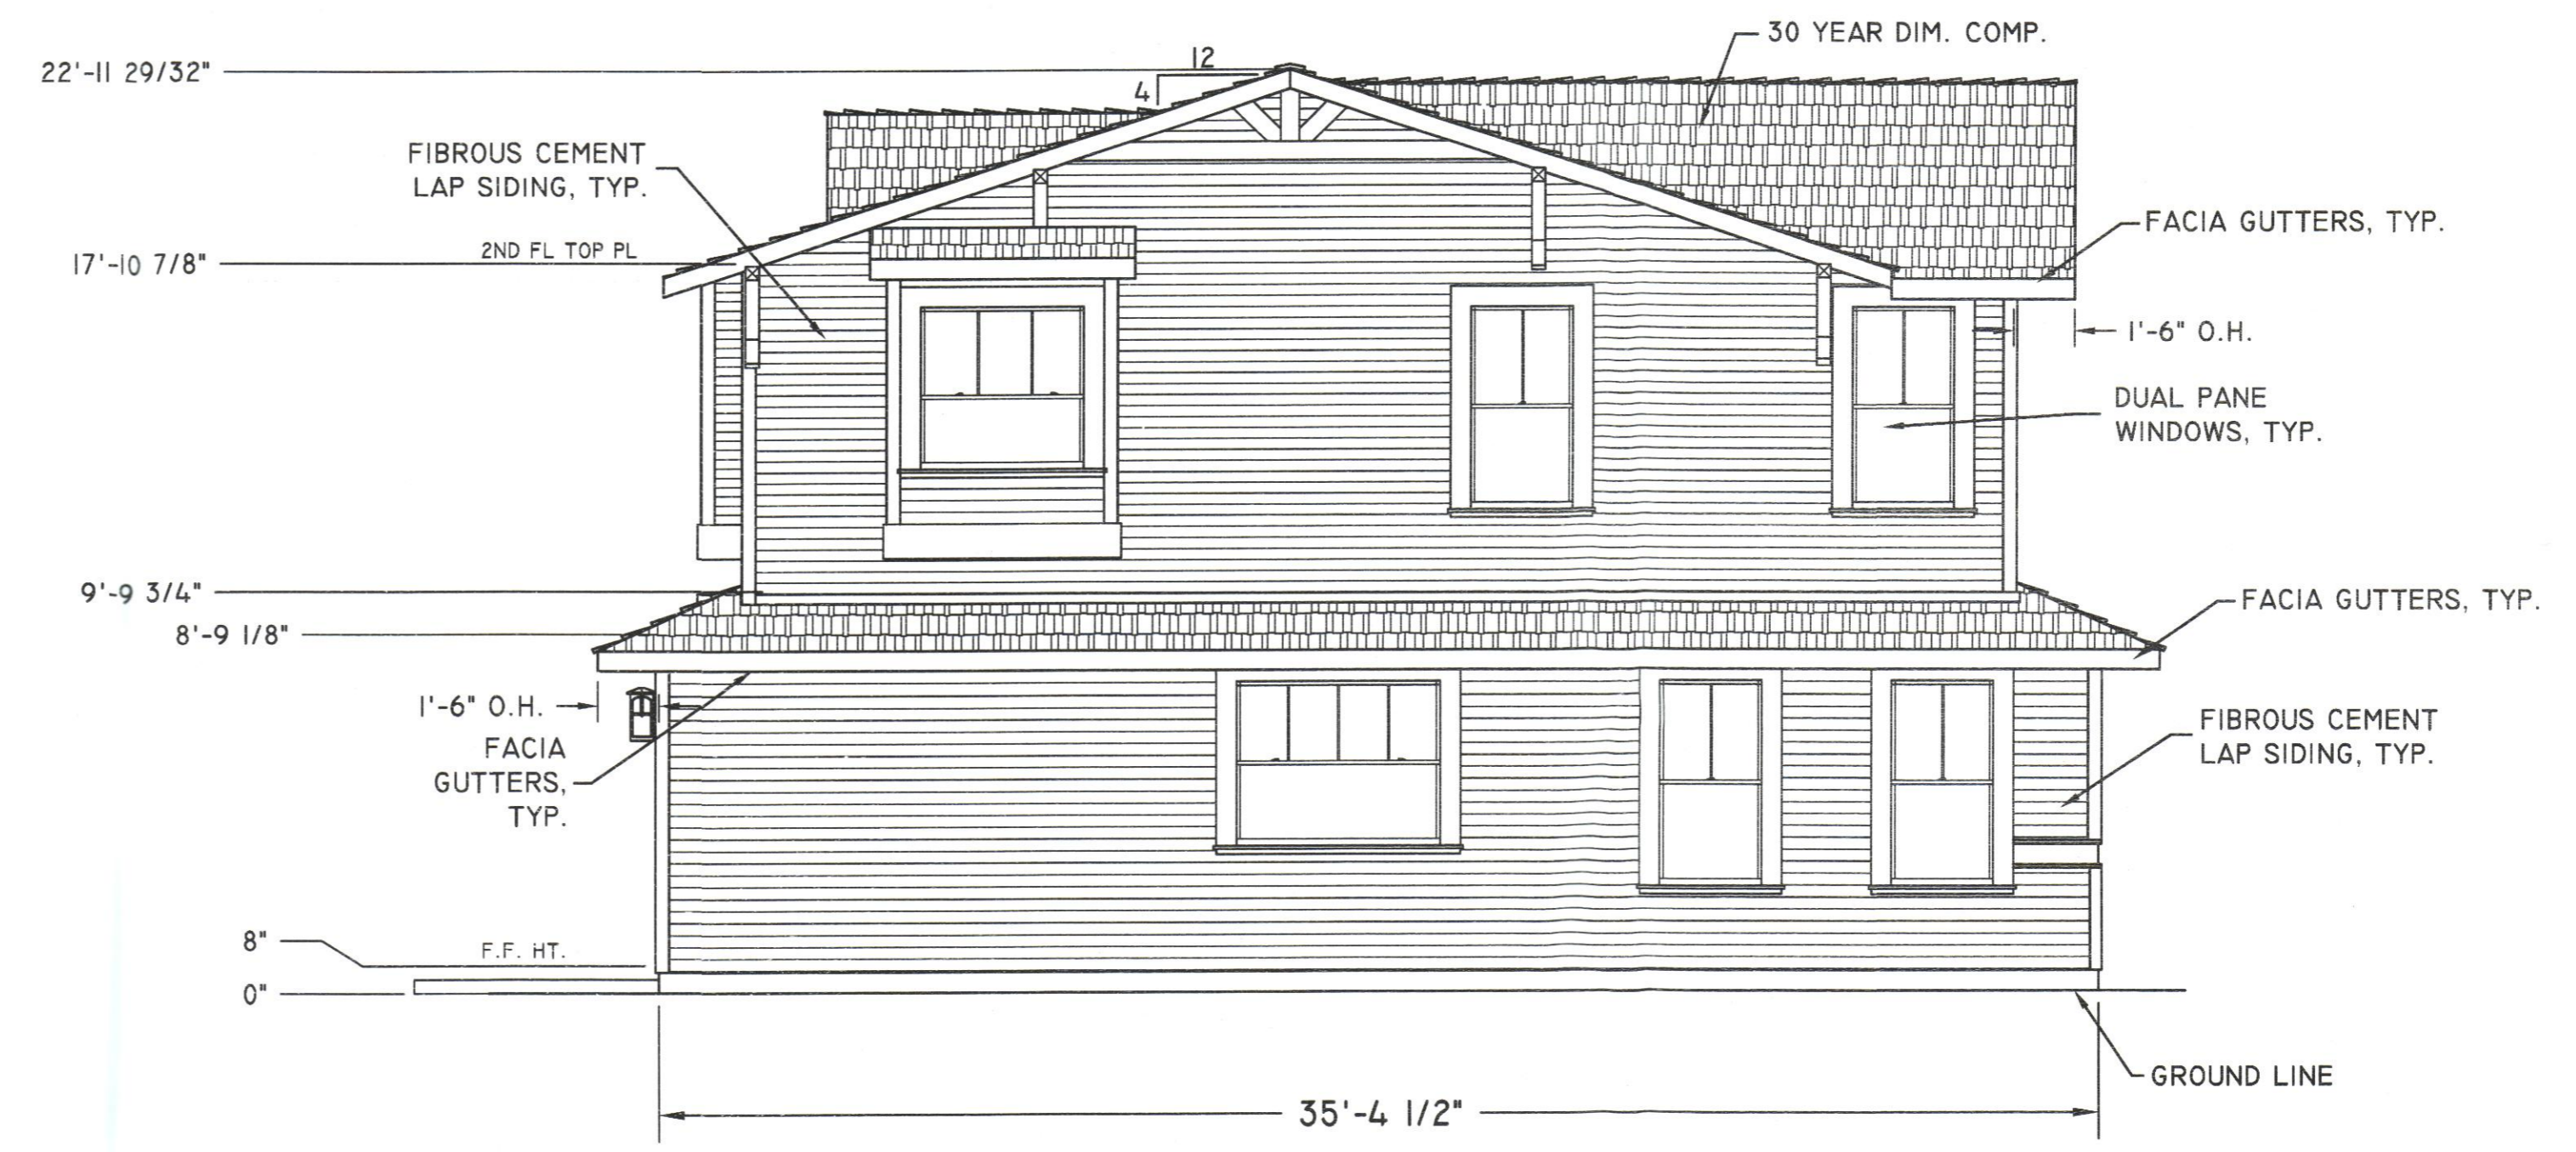 30 YEAR DIM. COMP.
12
22'-11 29/32"
4
FIBROUS CEMENT
LAP SIDING, TYP.
FACIA GUTTERS, TYP.
2ND FL TOP PL
17'-10 7/8"
1'-6" O.H.
DUAL PANE
WINDOWS, TYP.
9'-9 3/4"
FACIA GUTTERS, TYP.
8'-9 1/8"
1'-6" O.H.
FIBROUS CEMENT
LAP SIDING, TYP.
FACIA
GUTTERS,
TYP.
8"
F.F. HT.
0"
GROUND LINE
35'-4 1/2"